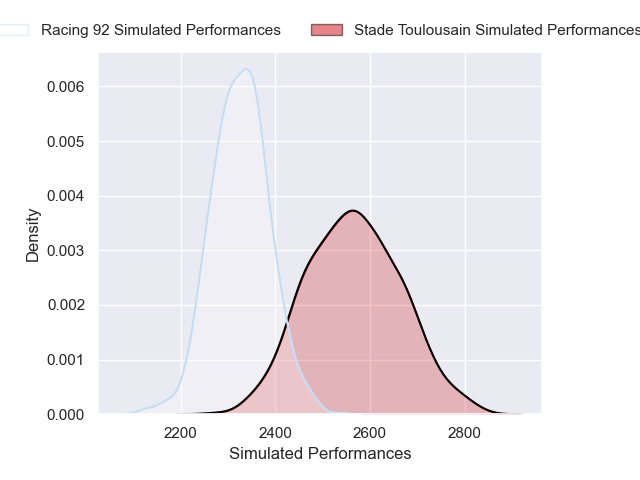 Racing 92 Simulated Performances
Stade Toulousain Simulated Performances
0.006
0.005
0.004
0.003
0.002
0.001
0.000
Density
2200
2400
2600
2800
Simulated Performances